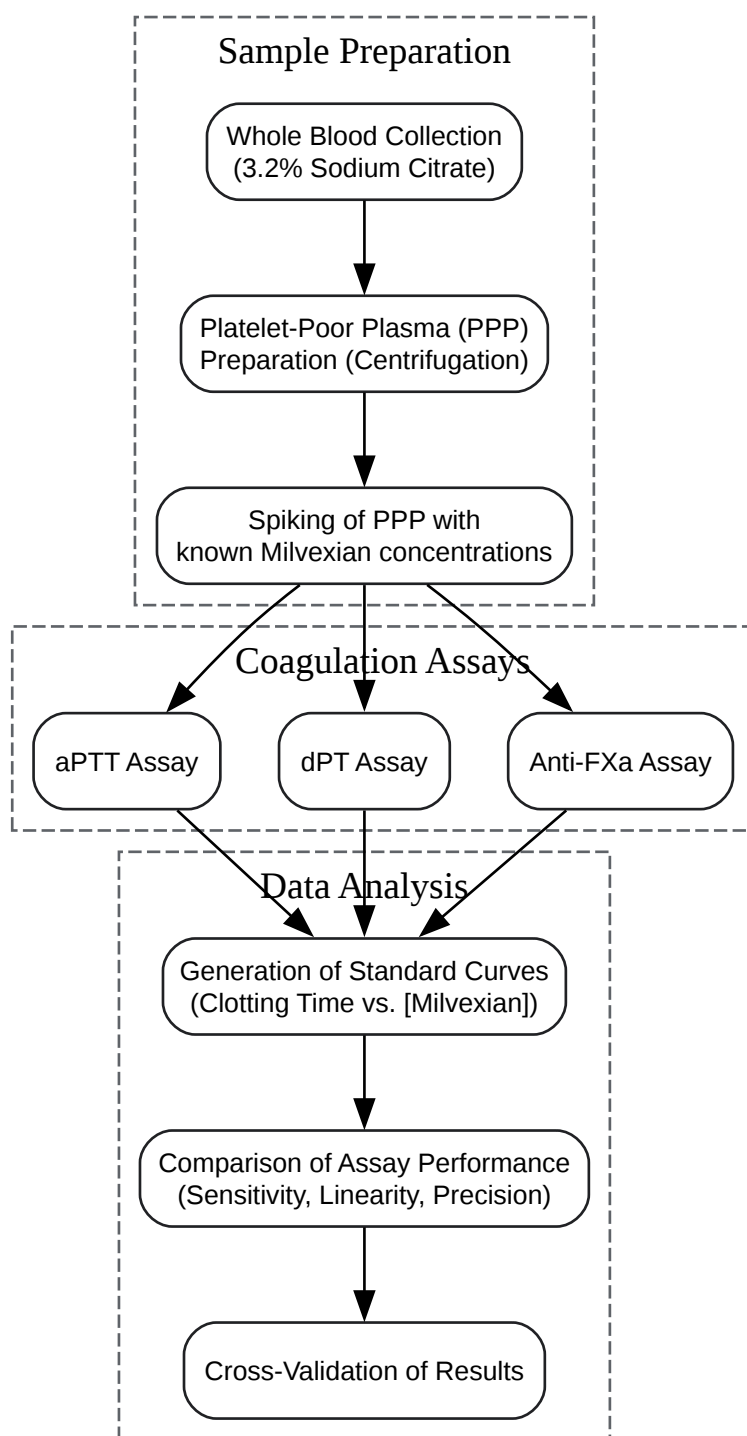 Sample Preparation
Whole Blood Collection
(3.2% Sodium Citrate)
Platelet-Poor Plasma (PPP)
Preparation (Centrifugation)
Spiking of PPP with
known Milvexian concentrations
Coagulation Assays
aPTT Assay
dPT Assay
Anti-FXa Assay
Data Analysis
Generation of Standard Curves
(Clotting Time vs. [Milvexian])
Comparison of Assay Performance
(Sensitivity, Linearity, Precision)
Cross-Validation of Results